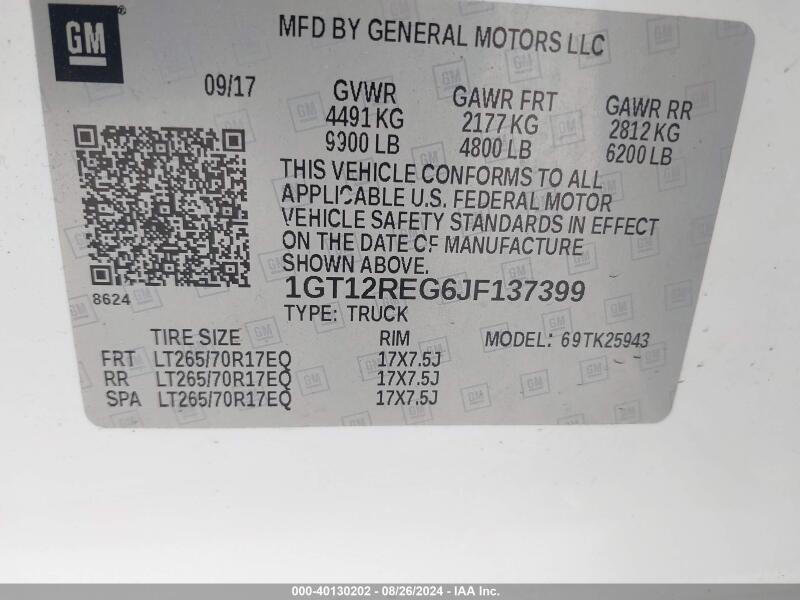 GM
MFD BY GENERAL MOTORS LLC
09/17
GVWR GAWR FRT GAWR RR
4491 KG 2177 KG 2812 KG
9900 LB 4800 LB 6200 LB
THIS VEHICLE CONFORMS TO ALL
APPLICABLE U.S. FEDERAL MOTOR
VEHICLE SAFETY STANDARDS IN EFFECT
ON THE DATE OF MANUFACTURE
SHOWN ABOVE.
8624
1GT12REG6JF137399
TYPE: TRUCK
TIRE SIZE RIM MODEL: 69TK25943
FRT LT265/70R17EQ 17X7.5J
RR LT265/70R17EQ 17X7.5J
SPA LT265/70R17EQ 17X7.5J
000-40130202 - 08/26/2024 - IAA Inc.